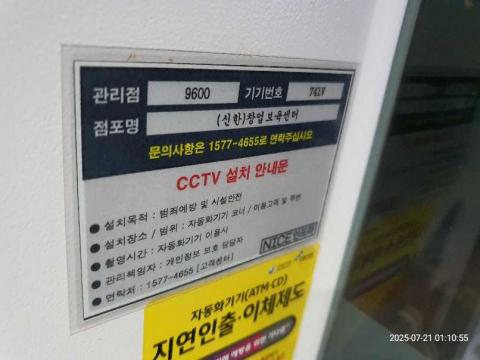 관리점 9600 기기번호 741V
점포명 (신한)창업보육센터
문의사항은 1577-4655로 연락주십시오
CCTV 설치 안내문
● 설치목적 : 범죄예방 및 시설안전
● 설치장소 / 범위 : 자동화기기 코너 / 이용고객 및 주변
● 촬영시간 : 자동화기기 이용시
● 관리책임자 : 개인정보 보호 담당자
● 연락처 : 1577-4655 [고객센터]
NICE
자동화기기(ATM·CD)
지연인출·이체제도
2025-07-21 01:10:55